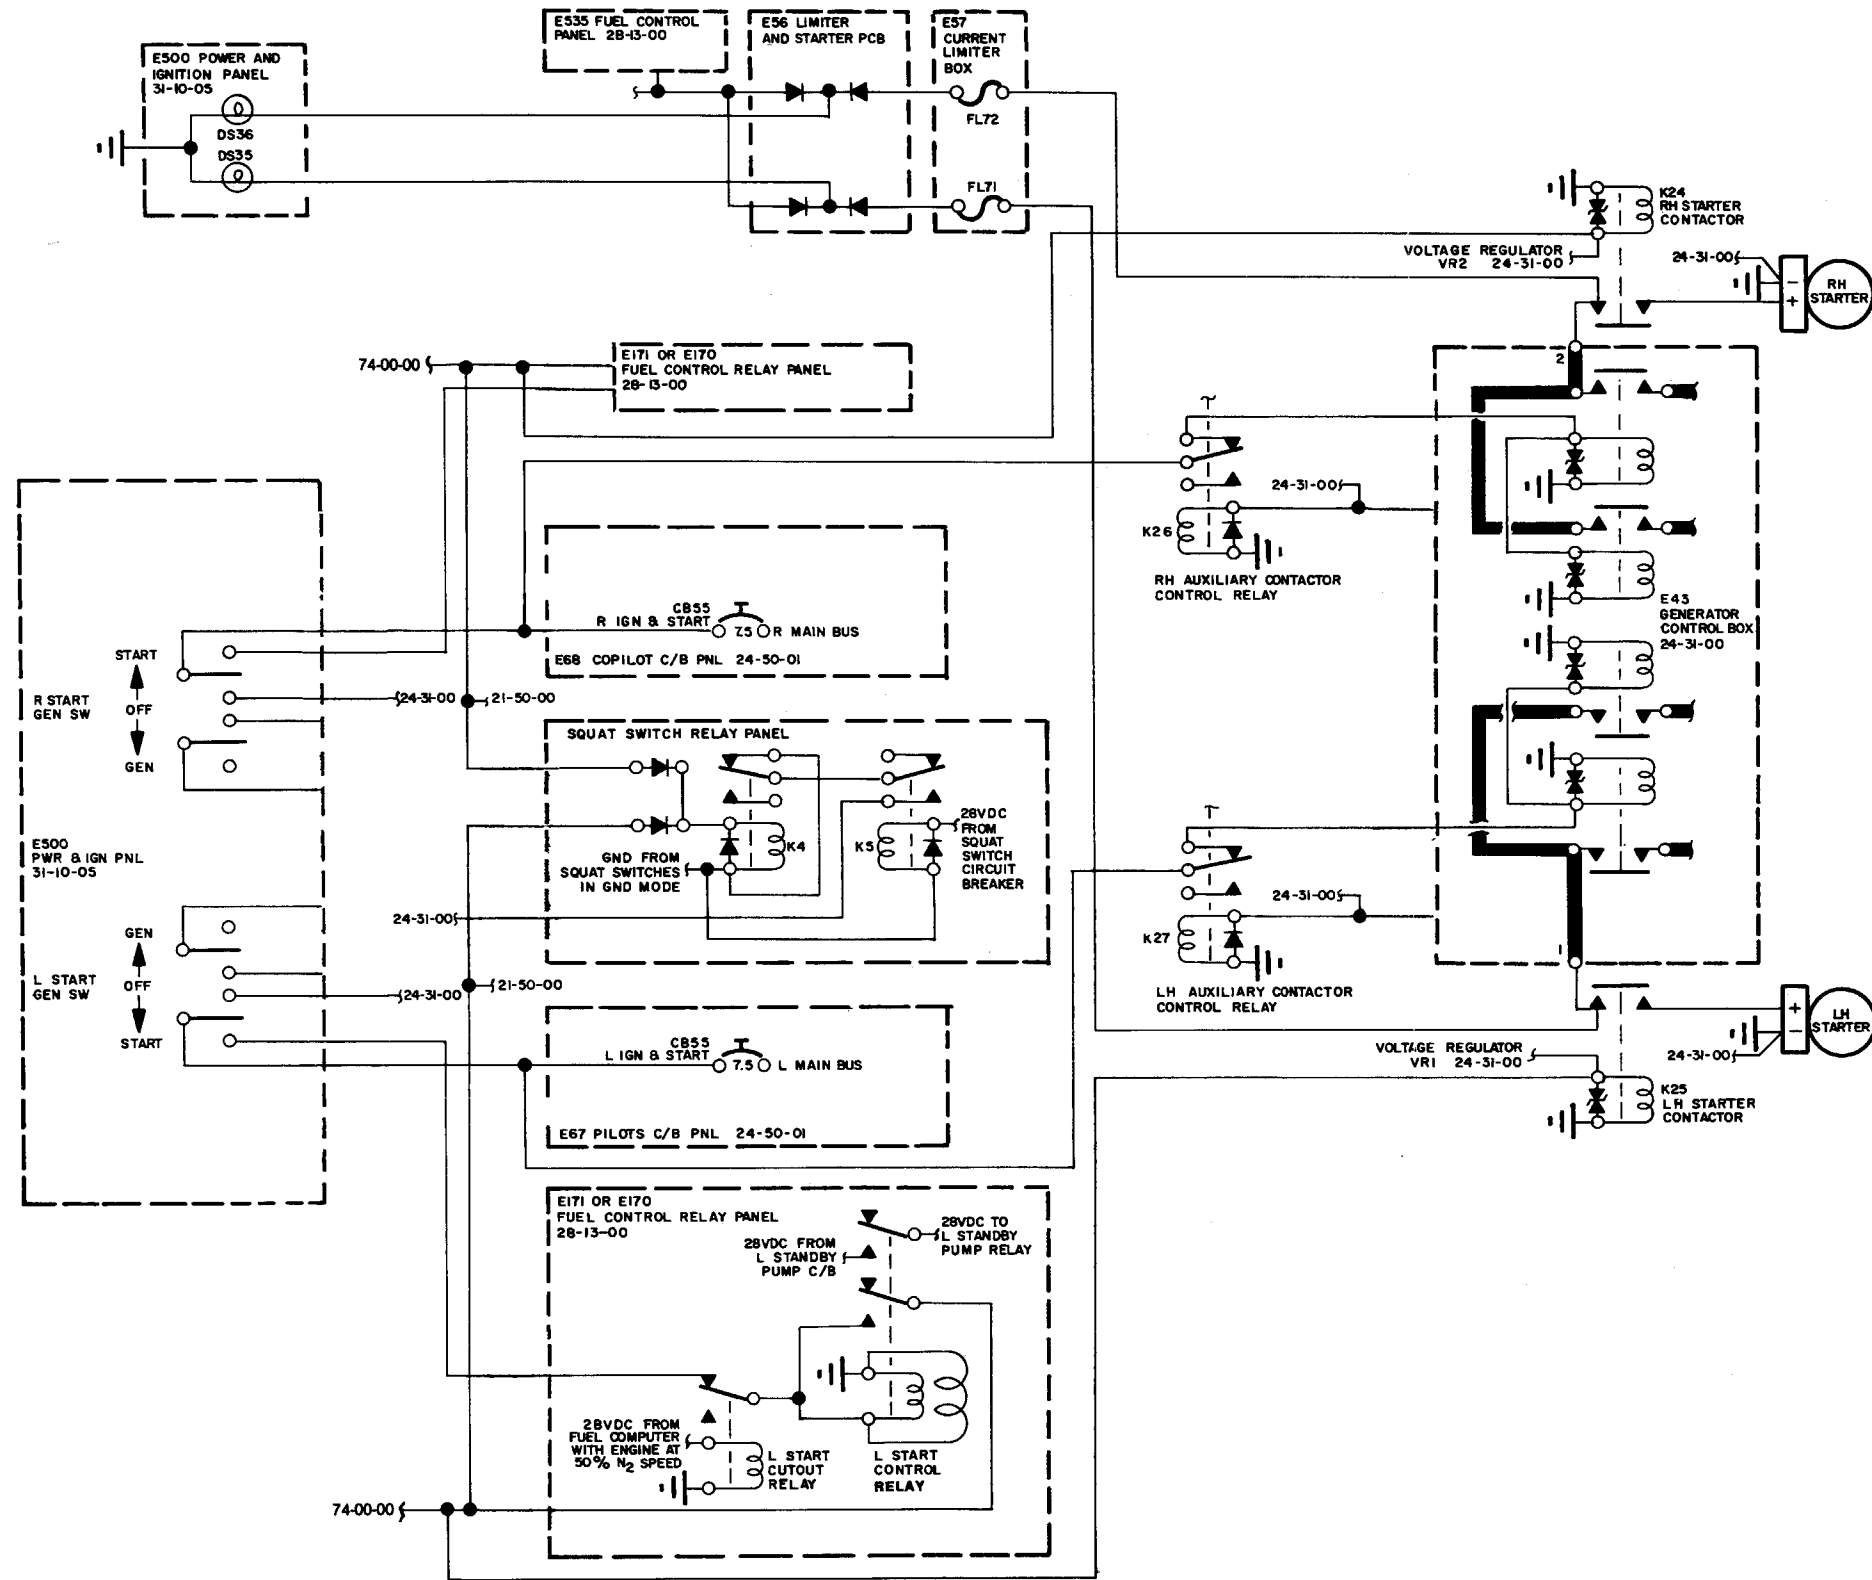 E535 FUEL CONTROL
PANEL 28-13-00
E56 LIMITER
AND STARTER PCB
E57
CURRENT
LIMITER
BOX
E500 POWER AND
IGNITION PANEL
31-10-05
DS36
DS35
FL72
FL71
K24
RH STARTER
CONTACTOR
VOLTAGE REGULATOR
VR2 24-31-00
24-31-00
-
+
RH
STARTER
74-00-00
E171 OR E170
FUEL CONTROL RELAY PANEL
28-13-00
2
24-31-00
K26
RH AUXILIARY CONTACTOR
CONTROL RELAY
E43
GENERATOR
CONTROL BOX
24-31-00
CB55
R IGN & START
7.5
R MAIN BUS
E68 COPILOT C/B PNL 24-50-01
START
OFF
GEN
R START
GEN SW
24-31-00
21-50-00
SQUAT SWITCH RELAY PANEL
K4
K5
28VDC
FROM
SQUAT
SWITCH
CIRCUIT
BREAKER
GND FROM
SQUAT SWITCHES
IN GND MODE
24-31-00
E500
PWR & IGN PNL
31-10-05
GEN
OFF
START
L START
GEN SW
24-31-00
21-50-00
24-31-00
K27
LH AUXILIARY CONTACTOR
CONTROL RELAY
1
+
-
LH
STARTER
24-31-00
VOLTAGE REGULATOR
VR1 24-31-00
K25
LH STARTER
CONTACTOR
CB55
L IGN & START
7.5
L MAIN BUS
E67 PILOTS C/B PNL 24-50-01
E171 OR E170
FUEL CONTROL RELAY PANEL
28-13-00
28VDC TO
L STANDBY
PUMP RELAY
28VDC FROM
L STANDBY
PUMP C/B
28VDC FROM
FUEL COMPUTER
WITH ENGINE AT
50% N2 SPEED
L START
CUTOUT
RELAY
L START
CONTROL
RELAY
74-00-00